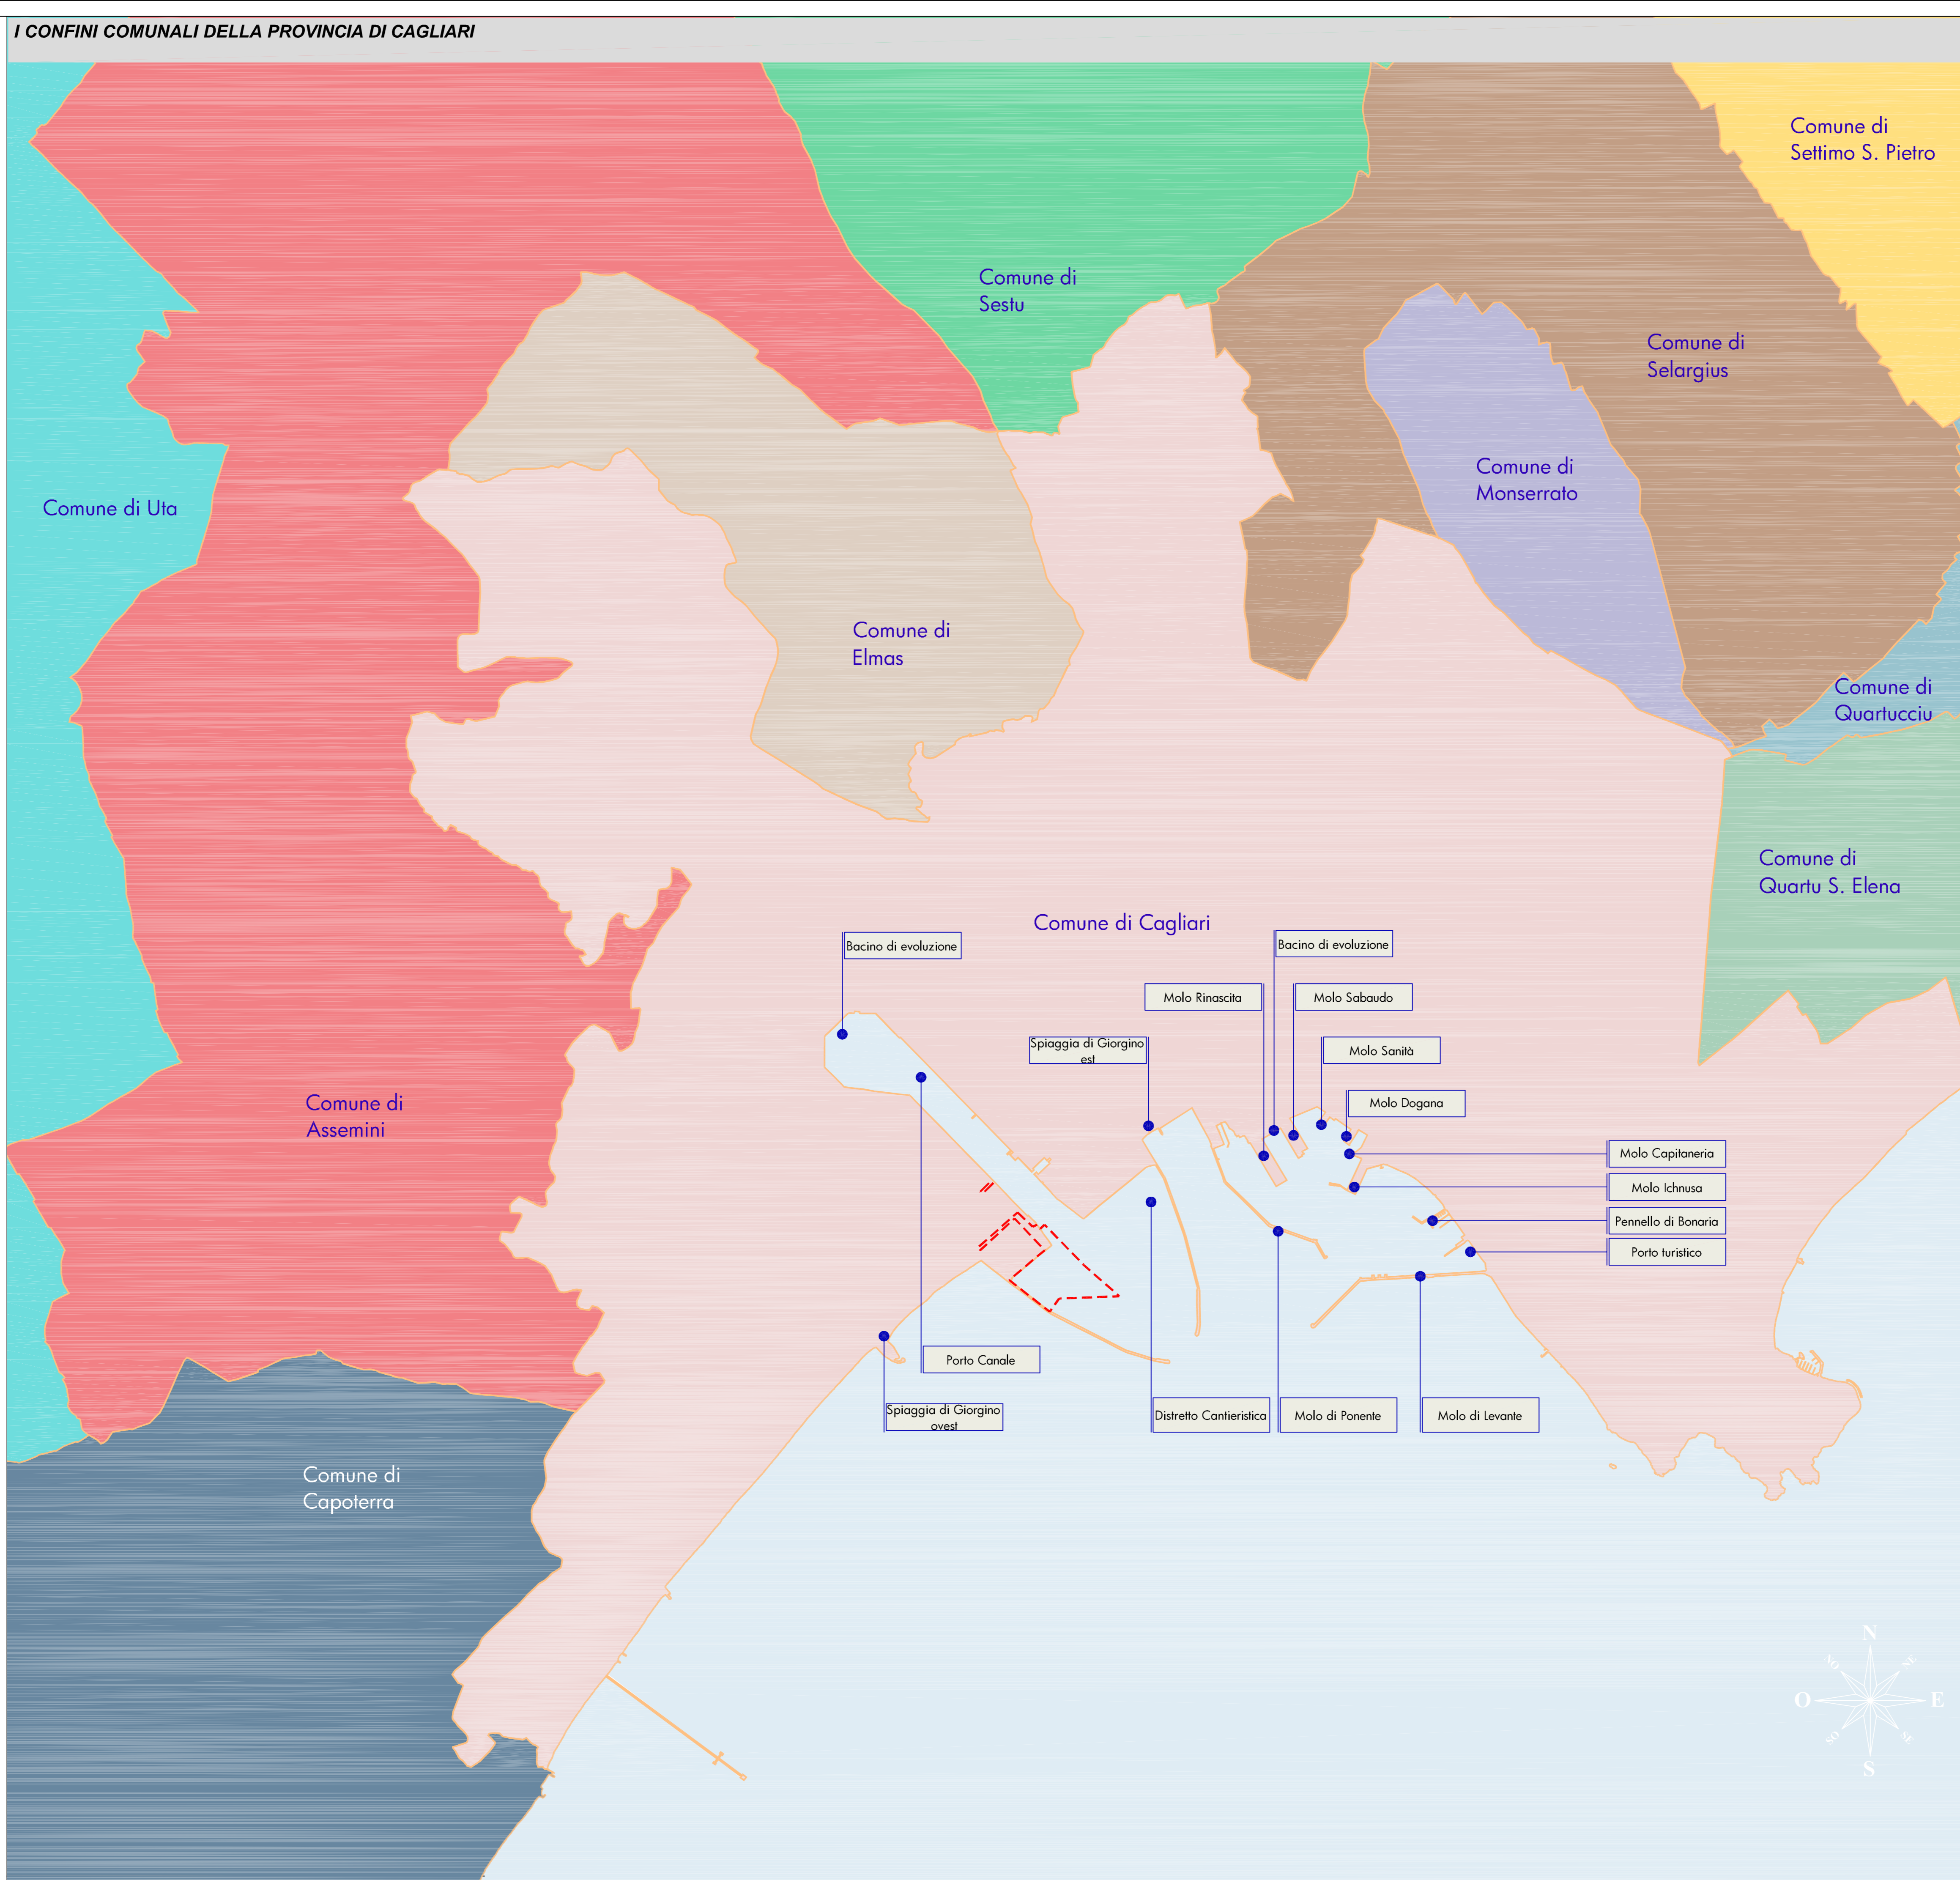 I CONFINI COMUNALI DELLA PROVINCIA DI CAGLIARI
Comune di
Settimo S. Pietro
Comune di
Sestu
Comune di
Selargius
Comune di
Monserrato
Comune di Uta
Comune di
Elmas
Comune di
Quartucciu
Comune di
Quartu S. Elena
Comune di Cagliari
Bacino di evoluzione
Bacino di evoluzione
Molo Rinascita
Molo Sabaudo
Spiaggia di Giorgino
est
Molo Sanità
Molo Dogana
Comune di
Assemini
Molo Capitaneria
Molo Ichnusa
Pennello di Bonaria
Porto turistico
Porto Canale
Spiaggia di Giorgino
ovest
Distretto Cantieristica
Molo di Ponente
Molo di Levante
Comune di
Capoterra
N
NO
NE
O
E
SO
SE
S